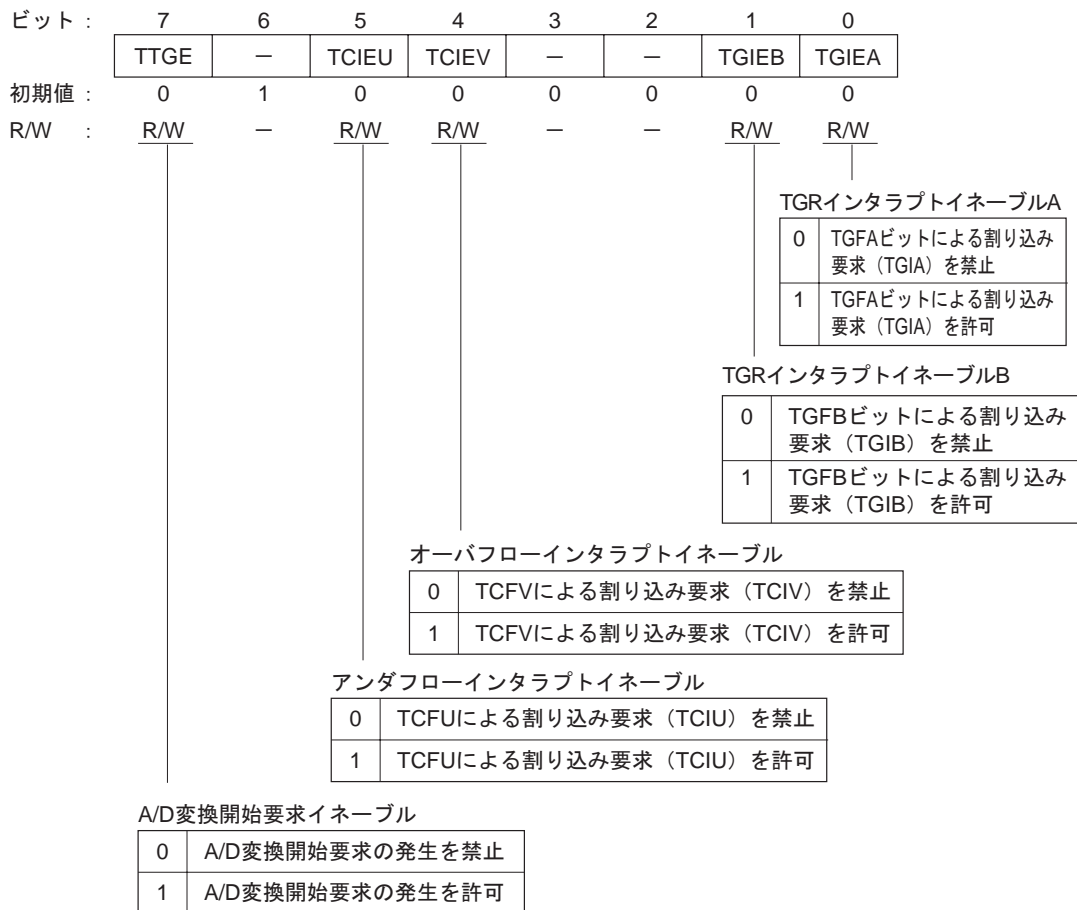 ビット : 7 6 5 4 3 2 1 0
TTGE － TCIEU TCIEV － － TGIEB TGIEA
初期値 : 0 1 0 0 0 0 0 0
R/W : R/W － R/W R/W － － R/W R/W
TGRインタラプトイネーブルA
0 TGFAビットによる割り込み
要求（TGIA）を禁止
1 TGFAビットによる割り込み
要求（TGIA）を許可
TGRインタラプトイネーブルB
0 TGFBビットによる割り込み
要求（TGIB）を禁止
1 TGFBビットによる割り込み
要求（TGIB）を許可
オーバフローインタラプトイネーブル
0 TCFVによる割り込み要求（TCIV）を禁止
1 TCFVによる割り込み要求（TCIV）を許可
アンダフローインタラプトイネーブル
0 TCFUによる割り込み要求（TCIU）を禁止
1 TCFUによる割り込み要求（TCIU）を許可
A/D変換開始要求イネーブル
0 A/D変換開始要求の発生を禁止
1 A/D変換開始要求の発生を許可